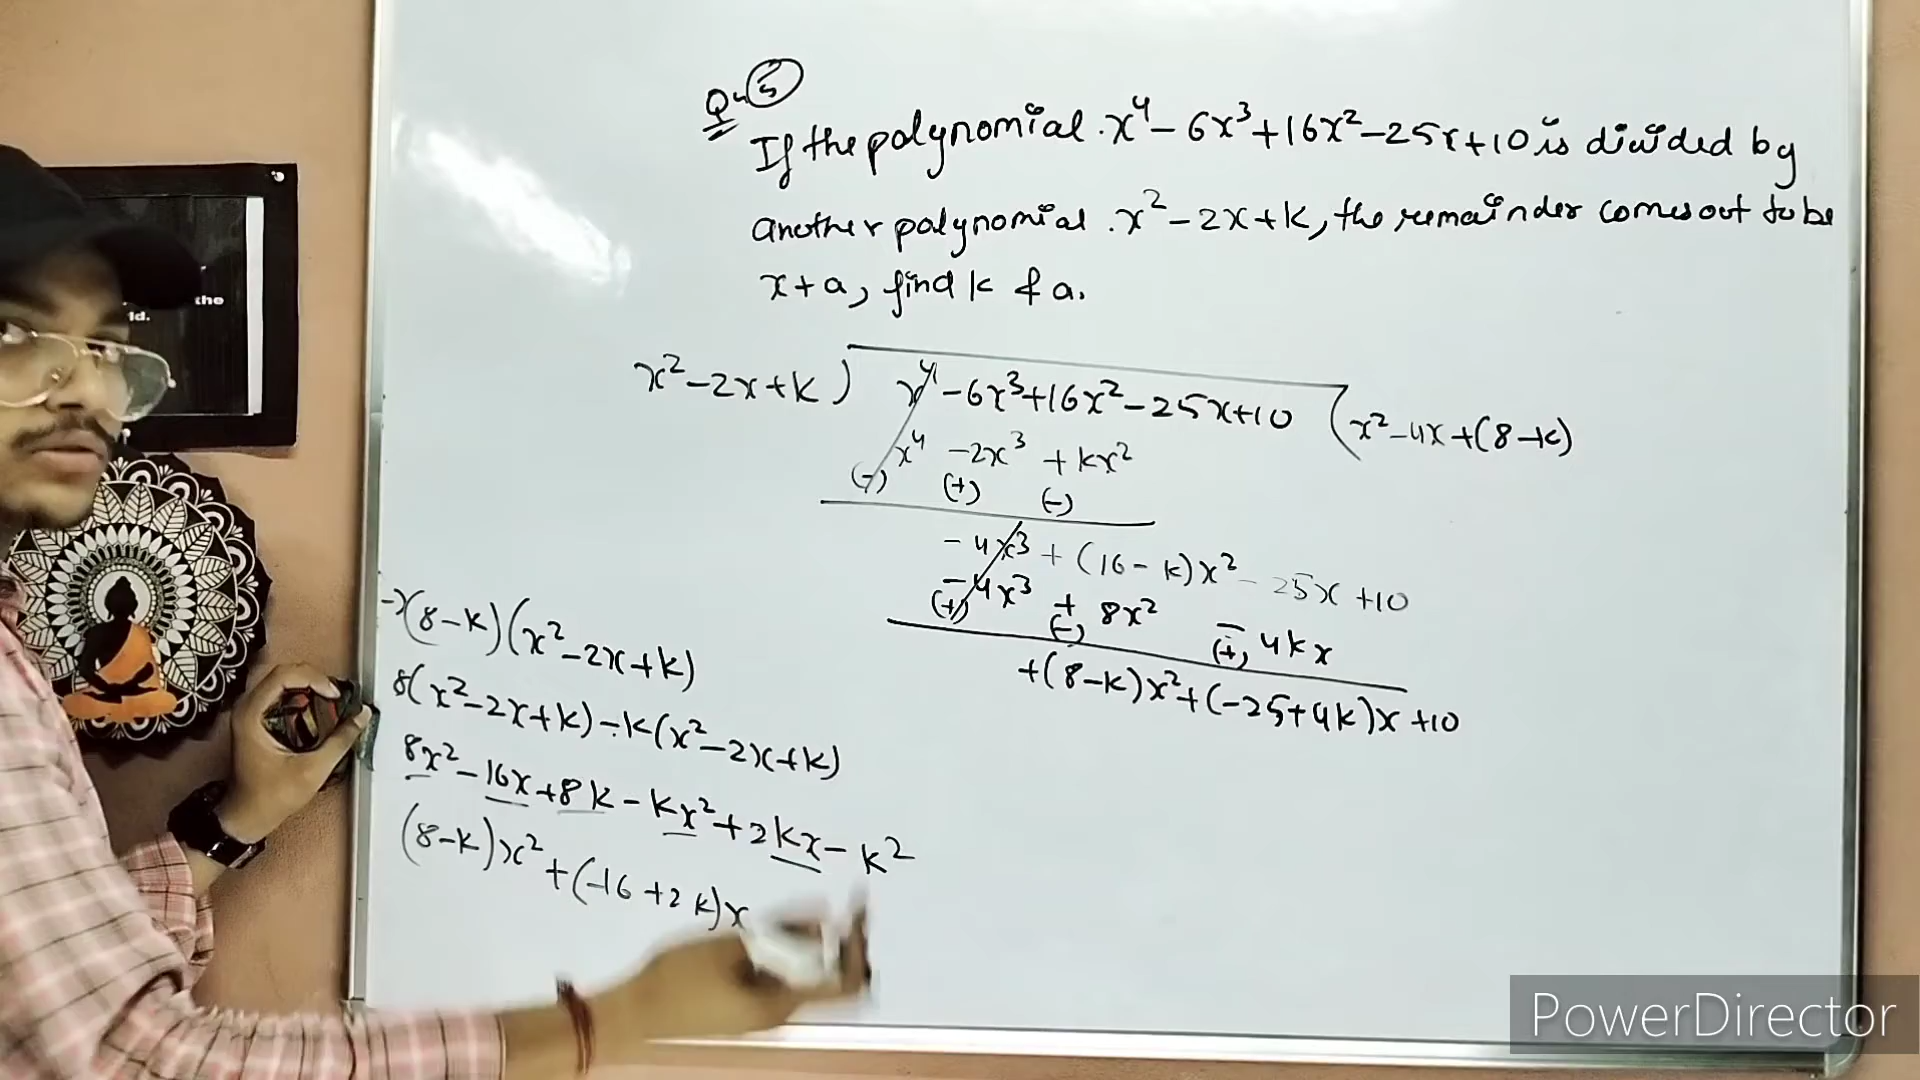 Q. 5
If the polynomial x⁴ - 6x³ + 16x² - 25x + 10 is divided by
another polynomial x² - 2x + k, the remainder comes out to be
x + a, find k & a.
x² - 2x + k ) x⁴ - 6x³ + 16x² - 25x + 10 ( x² - 4x + (8 - k)
x⁴ - 2x³ + kx²
(-) (+) (-)
- 4x³ + (16 - k)x² - 25x + 10
- 4x³ + 8x² - 4kx
(+) (-) (+)
+ (8 - k)x² + (-25 + 4k)x + 10
(8 - k)(x² - 2x + k)
8(x² - 2x + k) - k(x² - 2x + k)
8x² - 16x + 8k - kx² + 2kx - k²
(8 - k)x² + (-16 + 2k)x
the
ld.
PowerDirector